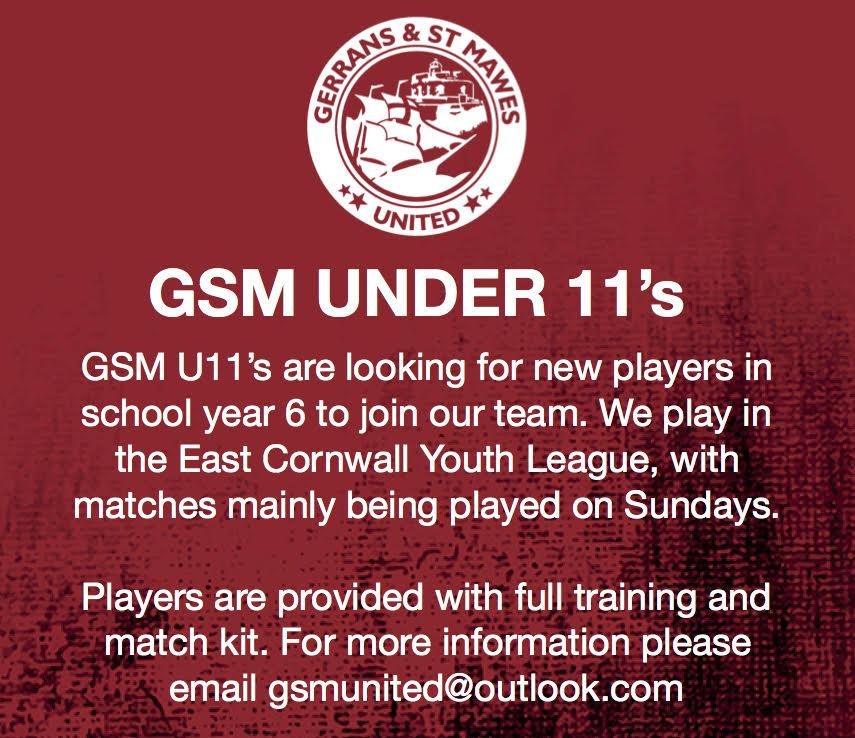 GERRANS & ST MAWES
UNITED
GSM UNDER 11’s
GSM U11’s are looking for new players in
school year 6 to join our team. We play in
the East Cornwall Youth League, with
matches mainly being played on Sundays.
Players are provided with full training and
match kit. For more information please
email gsmunited@outlook.com